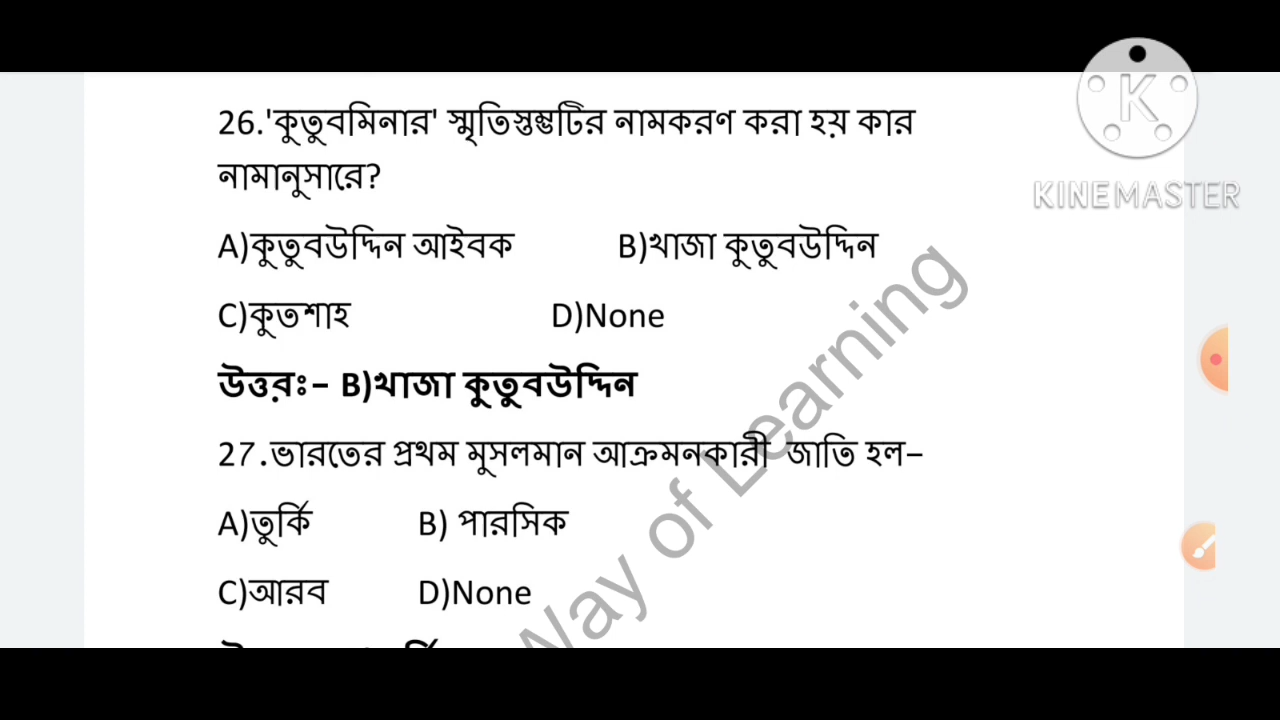 26.'কুতুবমিনার' স্মৃতিস্তম্ভটির নামকরণ করা হয় কার
নামানুসারে?
A)কুতুবউদ্দিন আইবক B)খাজা কুতুবউদ্দিন
C)কুতশাহ D)None
উত্তরঃ– B)খাজা কুতুবউদ্দিন
27.ভারতের প্রথম মুসলমান আক্রমনকারী জাতি হল–
A)তুর্কি B) পারসিক
C)আরব D)None
Way of Learning
K
KINEMASTER